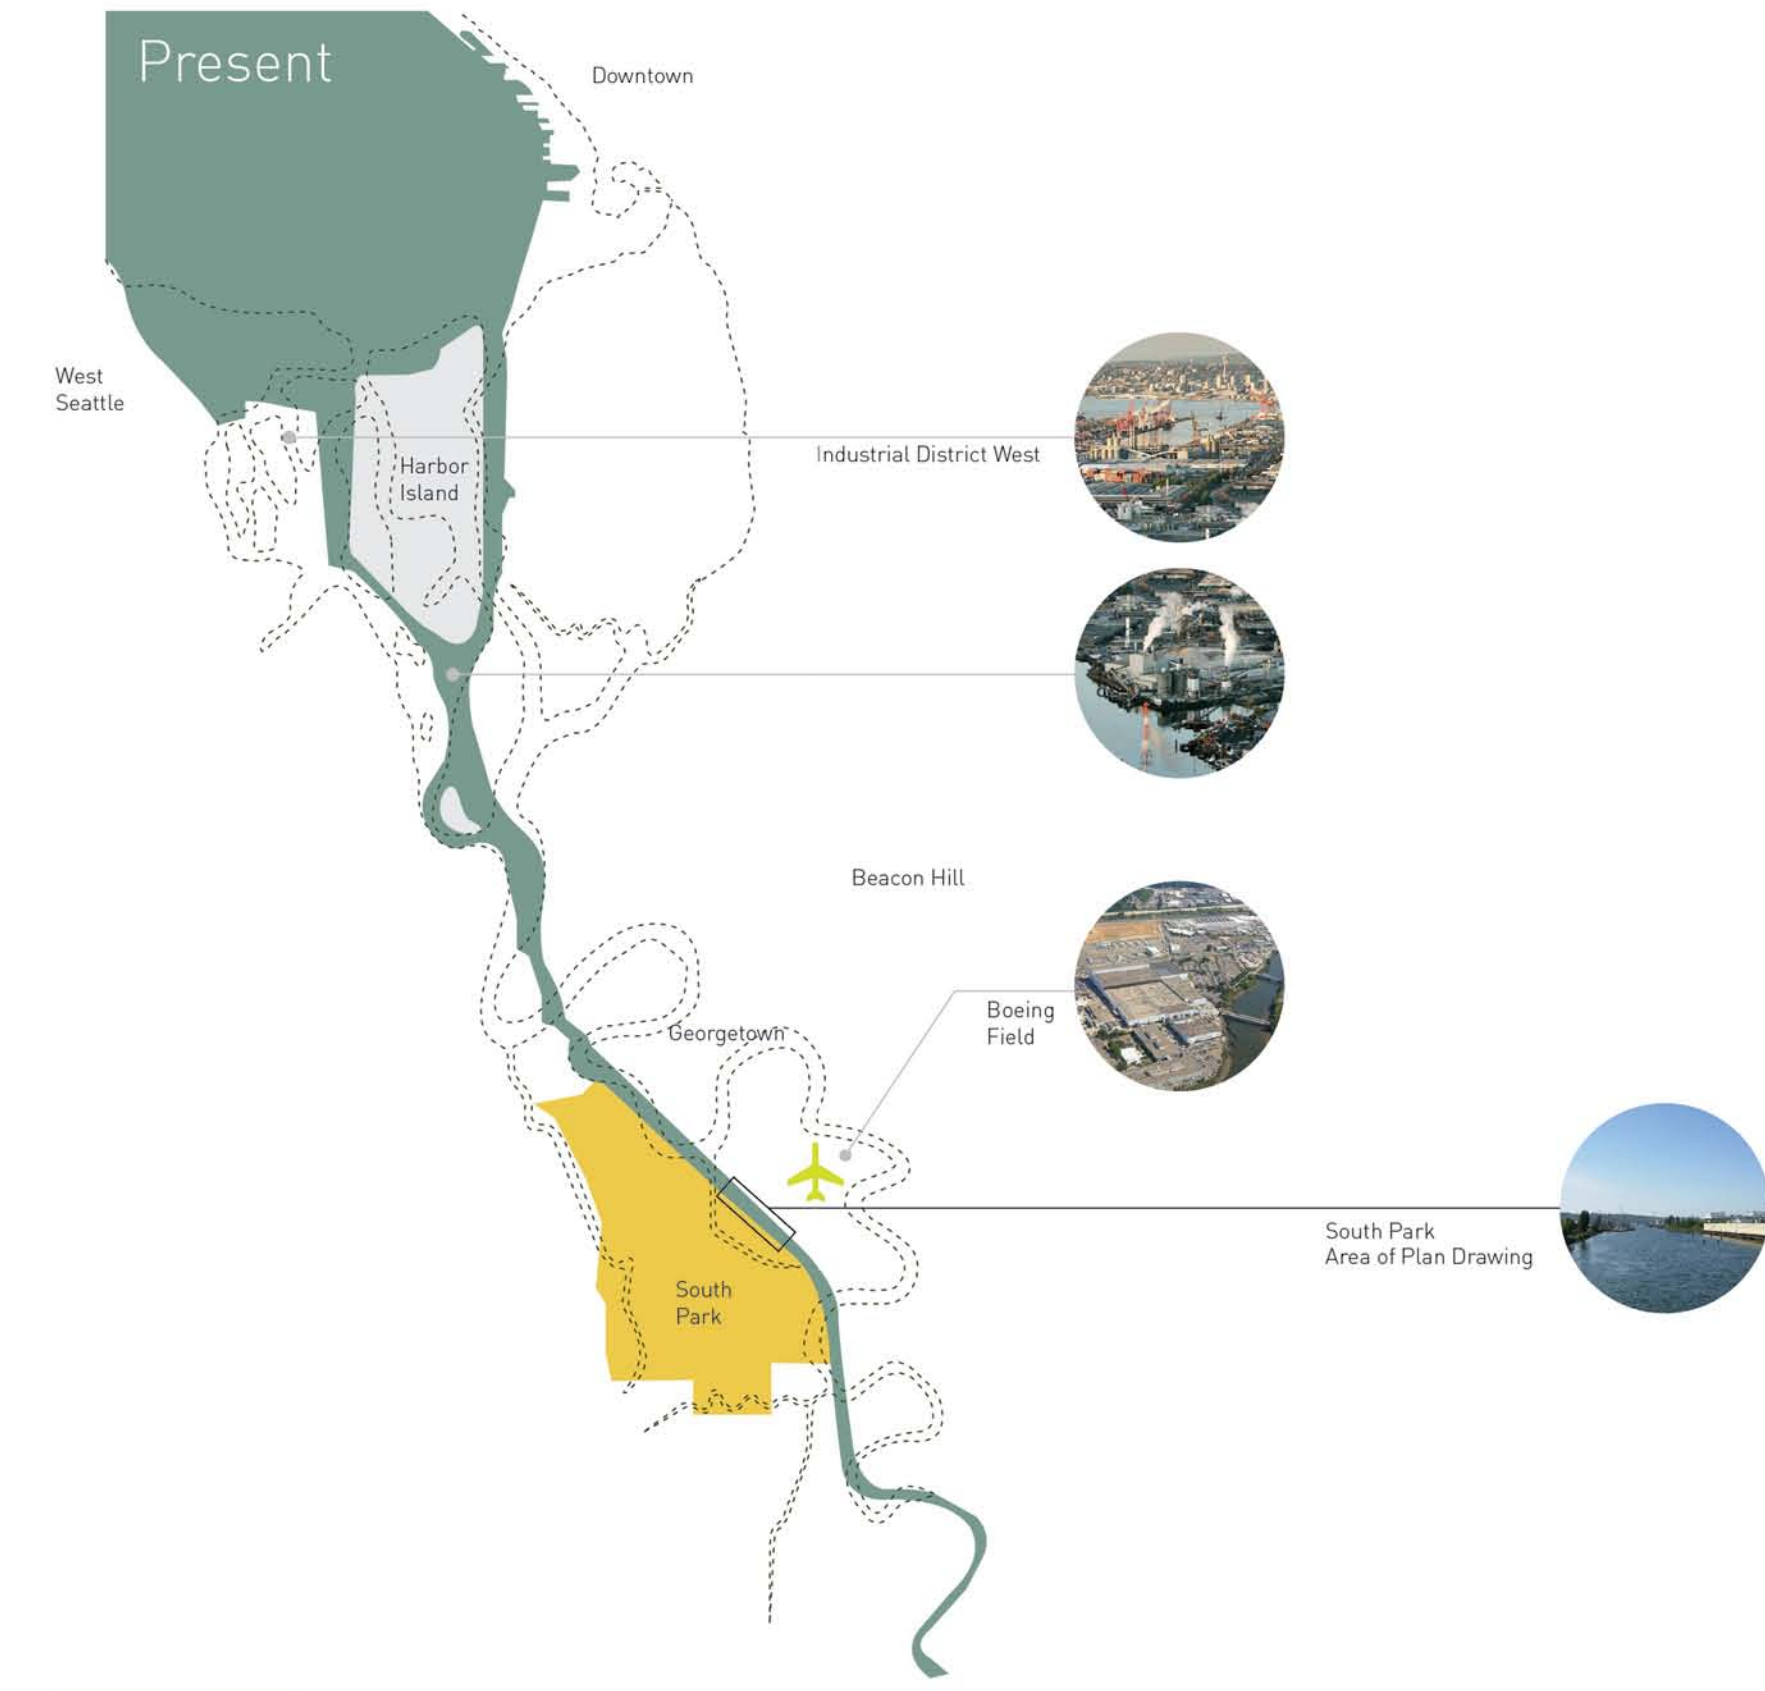 Present
Downtown
West
Seattle
Harbor
Island
Industrial District West
Beacon Hill
Boeing
Field
Georgetown
South Park
Area of Plan Drawing
South
Park